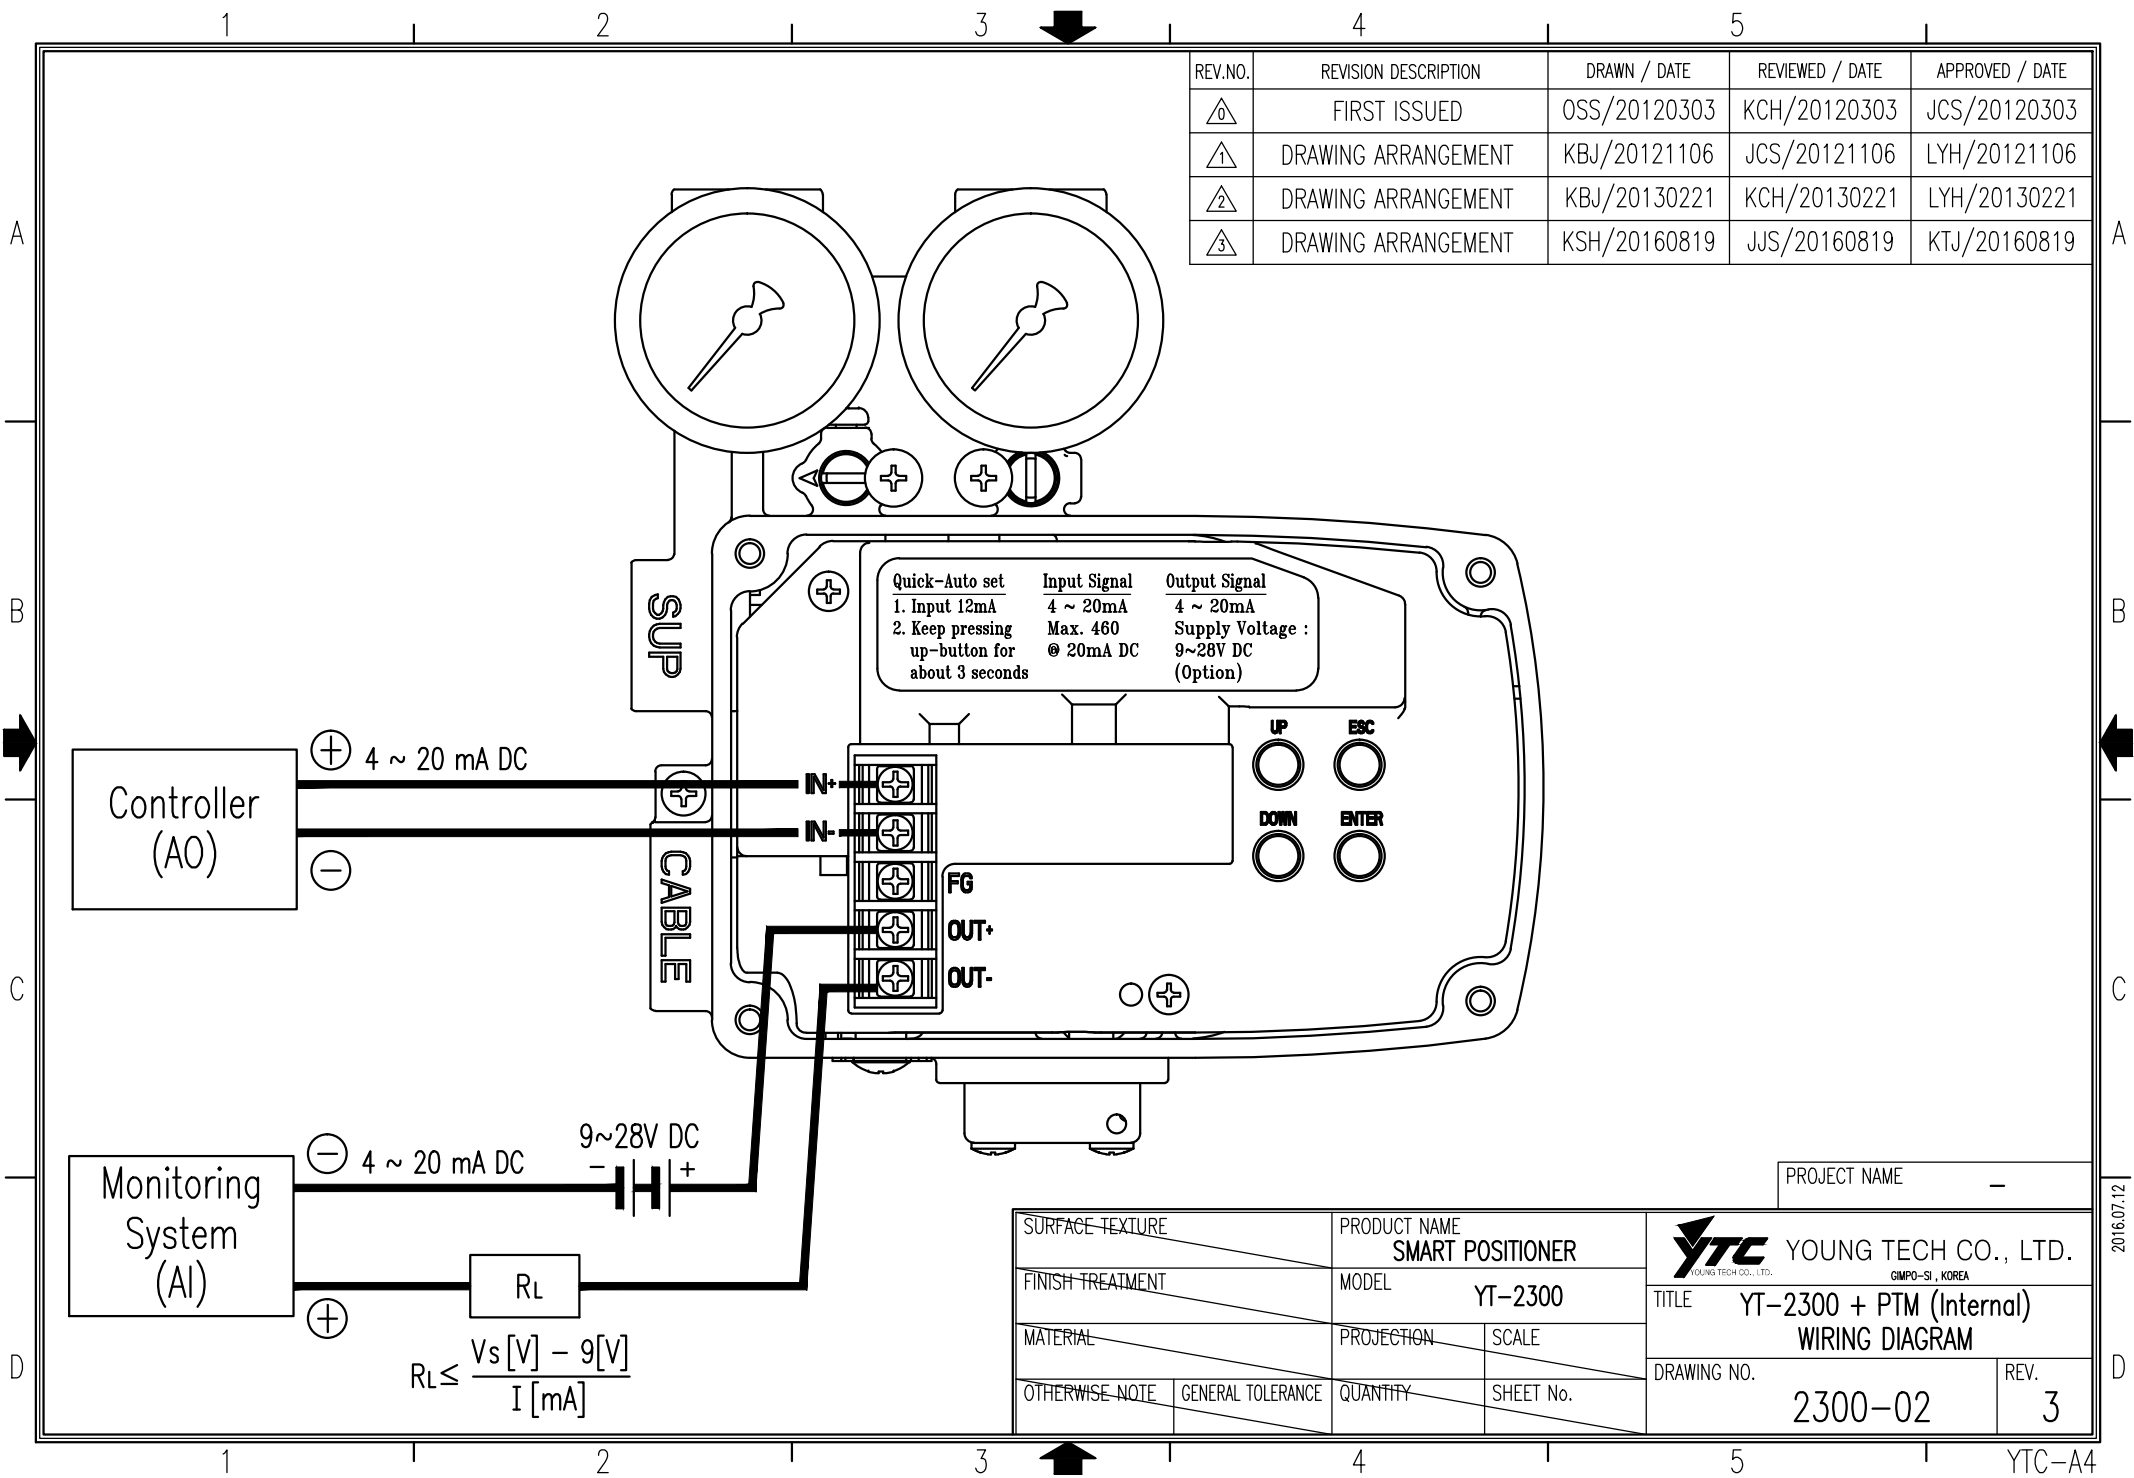 1 2 3 4 5
REV.NO. REVISION DESCRIPTION DRAWN / DATE REVIEWED / DATE APPROVED / DATE
0 FIRST ISSUED OSS/20120303 KCH/20120303 JCS/20120303
1 DRAWING ARRANGEMENT KBJ/20121106 JCS/20121106 LYH/20121106
2 DRAWING ARRANGEMENT KBJ/20130221 KCH/20130221 LYH/20130221
3 DRAWING ARRANGEMENT KSH/20160819 JJS/20160819 KTJ/20160819
A A
B B
C C
D D
SUP
CABLE
Quick-Auto set
1. Input 12mA
2. Keep pressing
up-button for
about 3 seconds
Input Signal
4 ~ 20mA
Max. 460
@ 20mA DC
Output Signal
4 ~ 20mA
Supply Voltage :
9~28V DC
(Option)
UP ESC
DOWN ENTER
Controller
(AO)
+ 4 ~ 20 mA DC
−
IN+
IN-
FG
OUT+
OUT-
Monitoring
System
(AI)
− 4 ~ 20 mA DC
+
9~28V DC
− +
RL
RL≤ Vs[V] − 9[V]
I [mA]
PROJECT NAME −
2016.07.12
SURFACE TEXTURE
FINISH TREATMENT
MATERIAL
OTHERWISE NOTE GENERAL TOLERANCE
PRODUCT NAME
SMART POSITIONER
MODEL
YT-2300
PROJECTION SCALE
QUANTITY SHEET No.
YTC YOUNG TECH CO., LTD.
YOUNG TECH CO., LTD.
GIMPO-SI , KOREA
TITLE YT-2300 + PTM (Internal)
WIRING DIAGRAM
DRAWING NO.
2300-02
REV.
3
1 2 3 4 5
YTC-A4